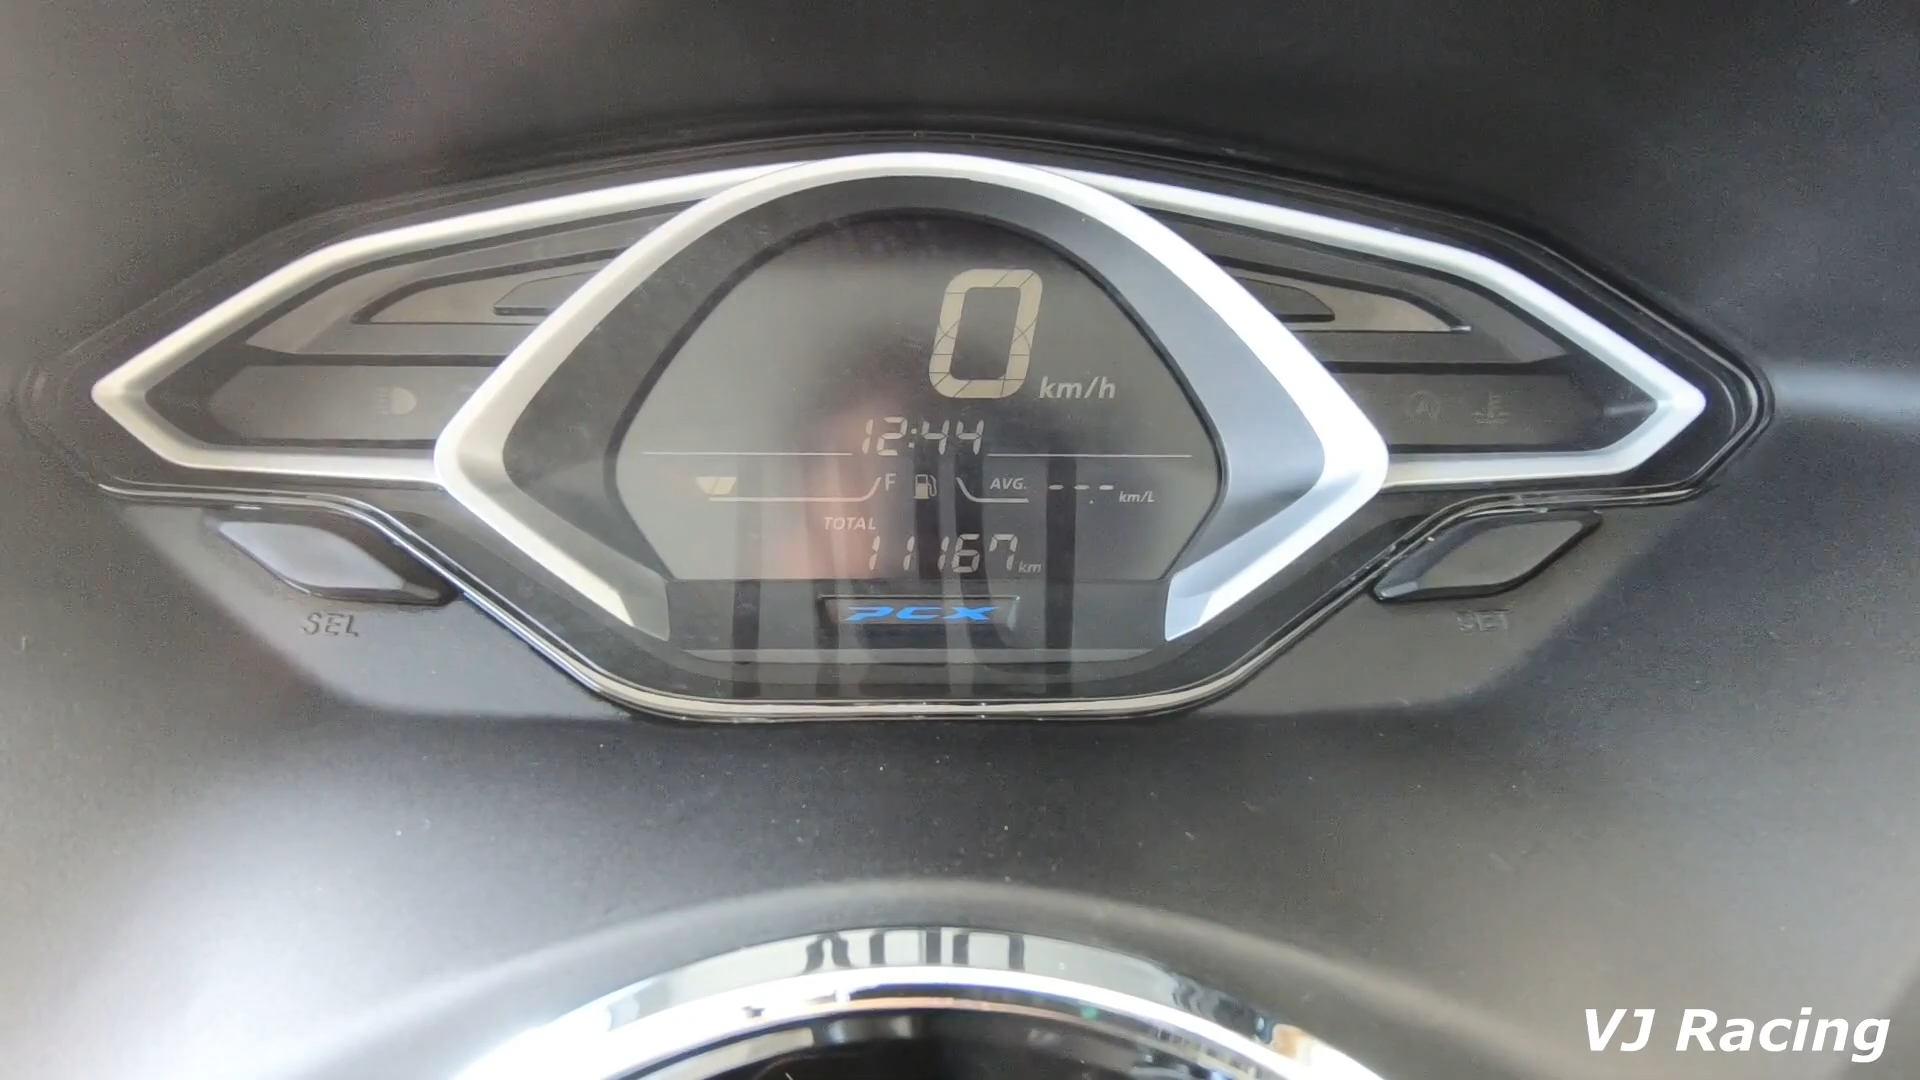 0 km/h
12:44
F AVG. ---.- km/L
TOTAL
11167 km
PCX
SEL
SET
VJ Racing